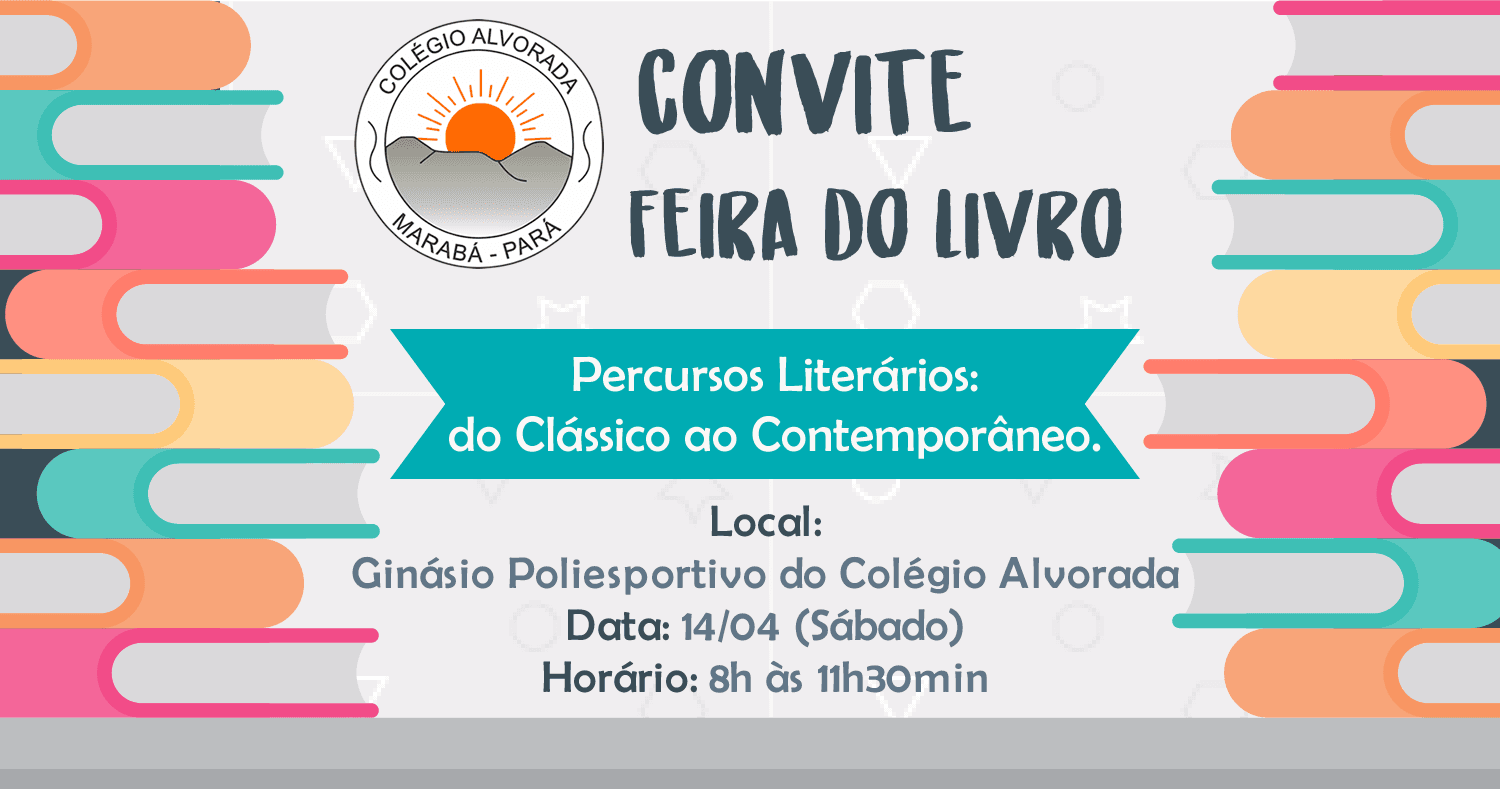 COLÉGIO ALVORADA
MARABÁ - PARÁ
CONVITE
FEIRA DO LIVRO
Percursos Literários:
do Clássico ao Contemporâneo.
Local:
Ginásio Poliesportivo do Colégio Alvorada
Data: 14/04 (Sábado)
Horário: 8h às 11h30min